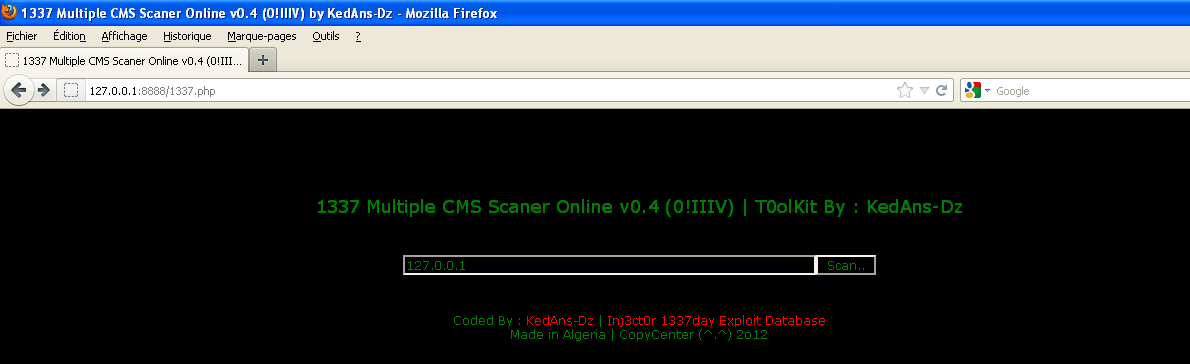 1337 Multiple CMS Scaner Online v0.4 (0!IIIV) by KedAns-Dz - Mozilla Firefox
Fichier Édition Affichage Historique Marque-pages Outils ?
1337 Multiple CMS Scaner Online v0.4 (0!III... +
127.0.0.1:8888/1337.php Google
1337 Multiple CMS Scaner Online v0.4 (0!IIIV) | T0olKit By : KedAns-Dz
127.0.0.1 Scan..
Coded By : KedAns-Dz | Inj3ct0r 1337day Exploit Database
Made in Algeria | CopyCenter (^.^) 2o12